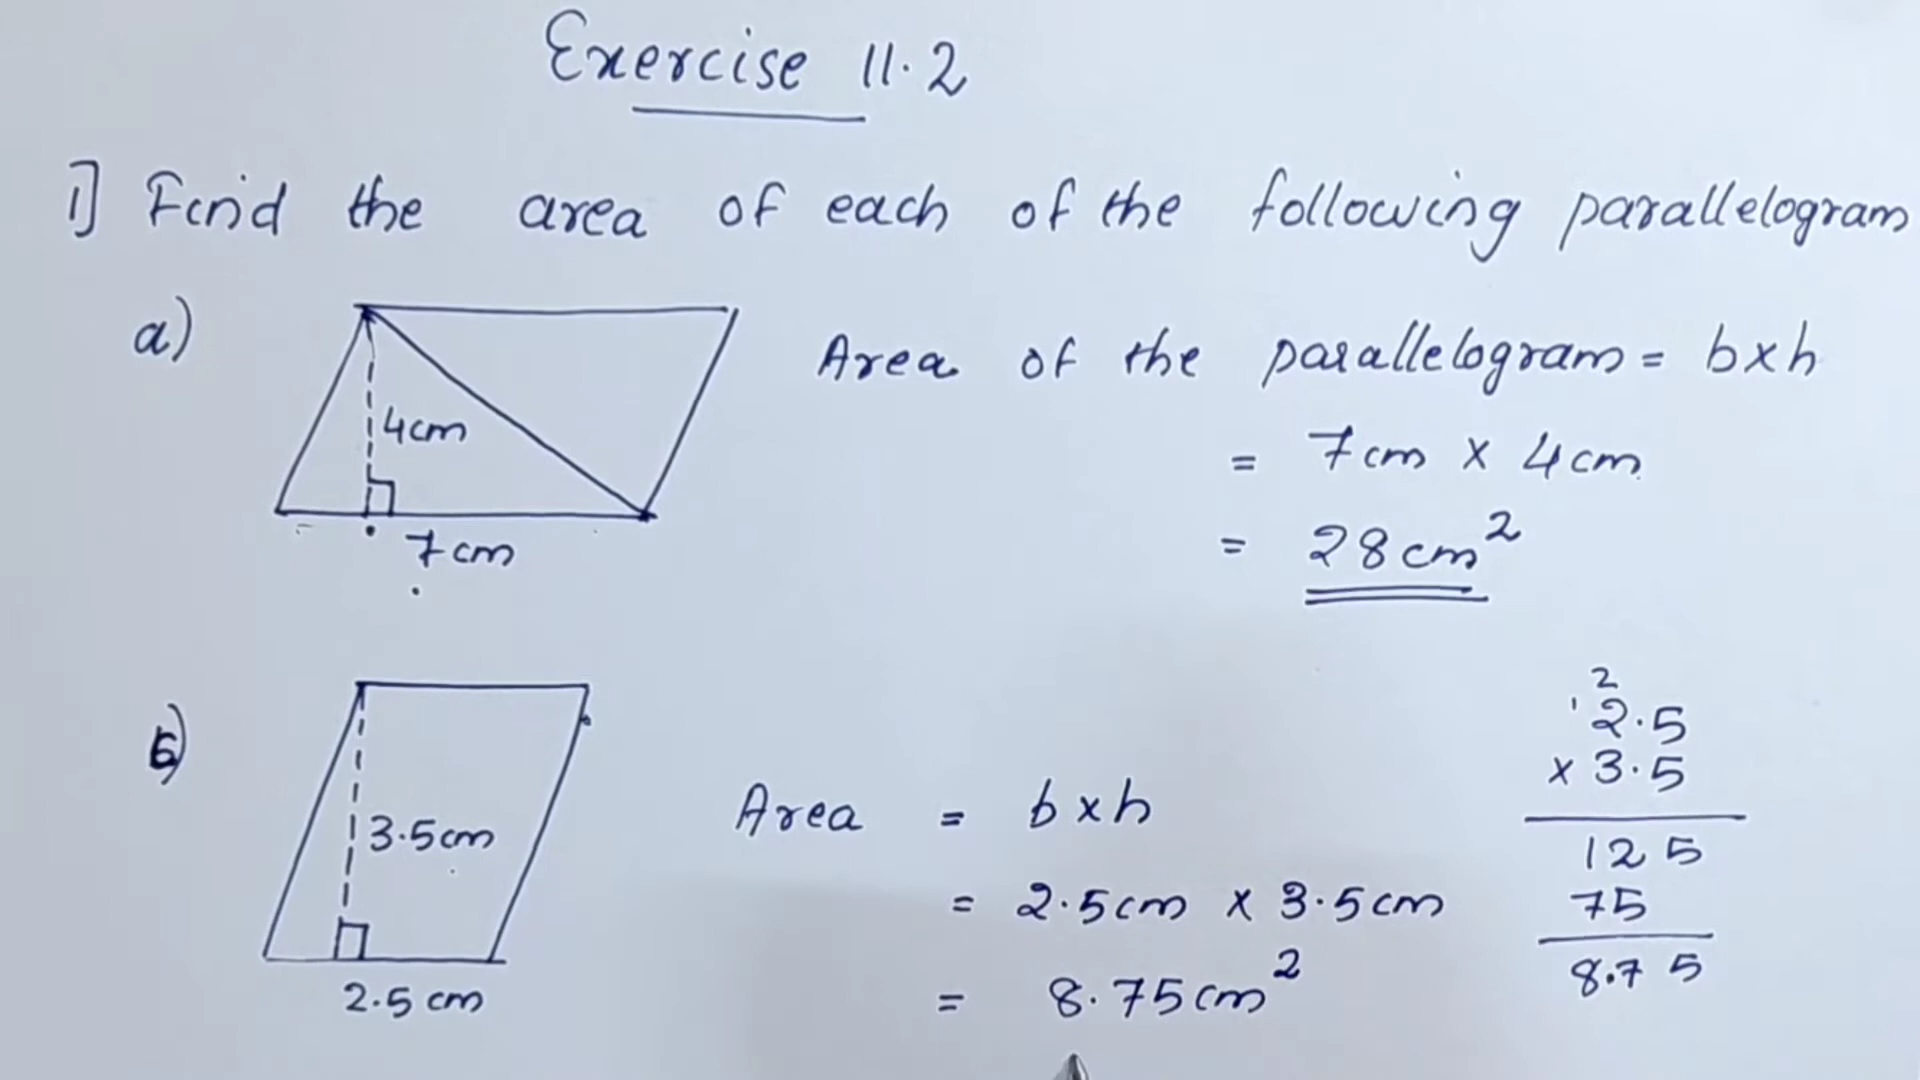 Exercise 11.2
1] Find the area of each of the following parallelogram
a)
4cm
7cm
Area of the parallelogram = b×h
= 7cm × 4cm
= 28cm²
3.5cm
2.5cm
Area = b×h
= 2.5cm × 3.5cm
= 8.75cm²
2
1 2.5
× 3.5
125
75
8.75